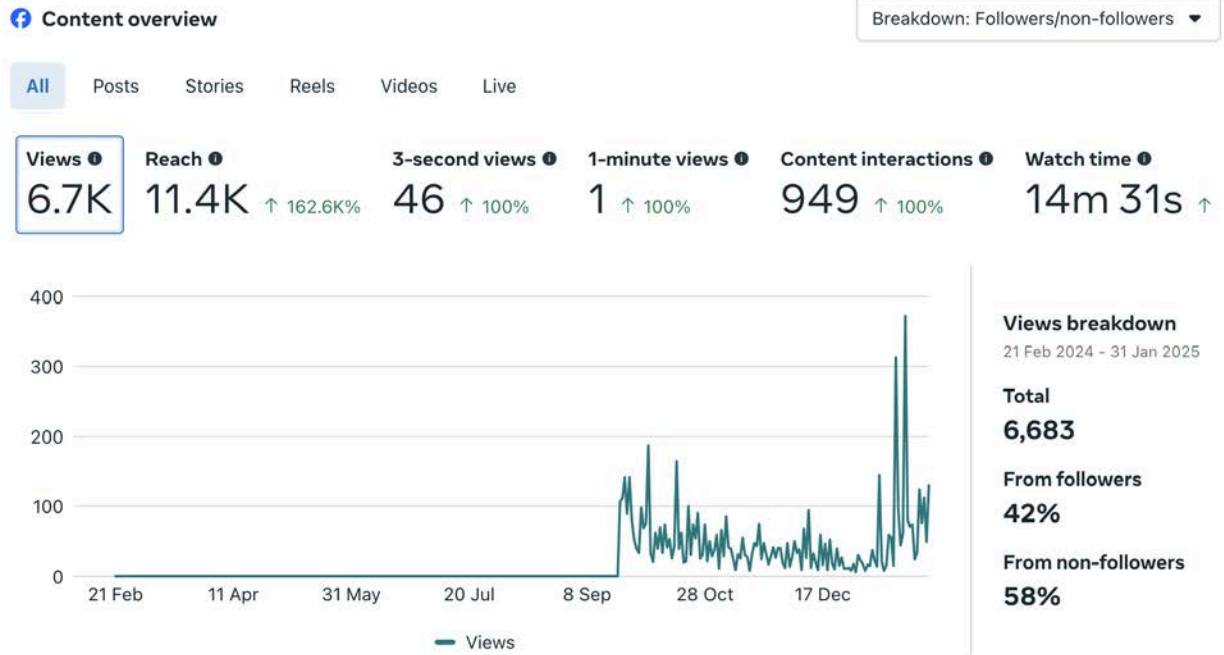 Content overview
Breakdown: Followers/non-followers
All Posts Stories Reels Videos Live
Views Reach 3-second views 1-minute views Content interactions Watch time
6.7K 11.4K ↑ 162.6K% 46 ↑ 100% 1 ↑ 100% 949 ↑ 100% 14m 31s ↑
400
300
200
100
0
21 Feb 11 Apr 31 May 20 Jul 8 Sep 28 Oct 17 Dec
Views
Views breakdown
21 Feb 2024 - 31 Jan 2025
Total
6,683
From followers
42%
From non-followers
58%